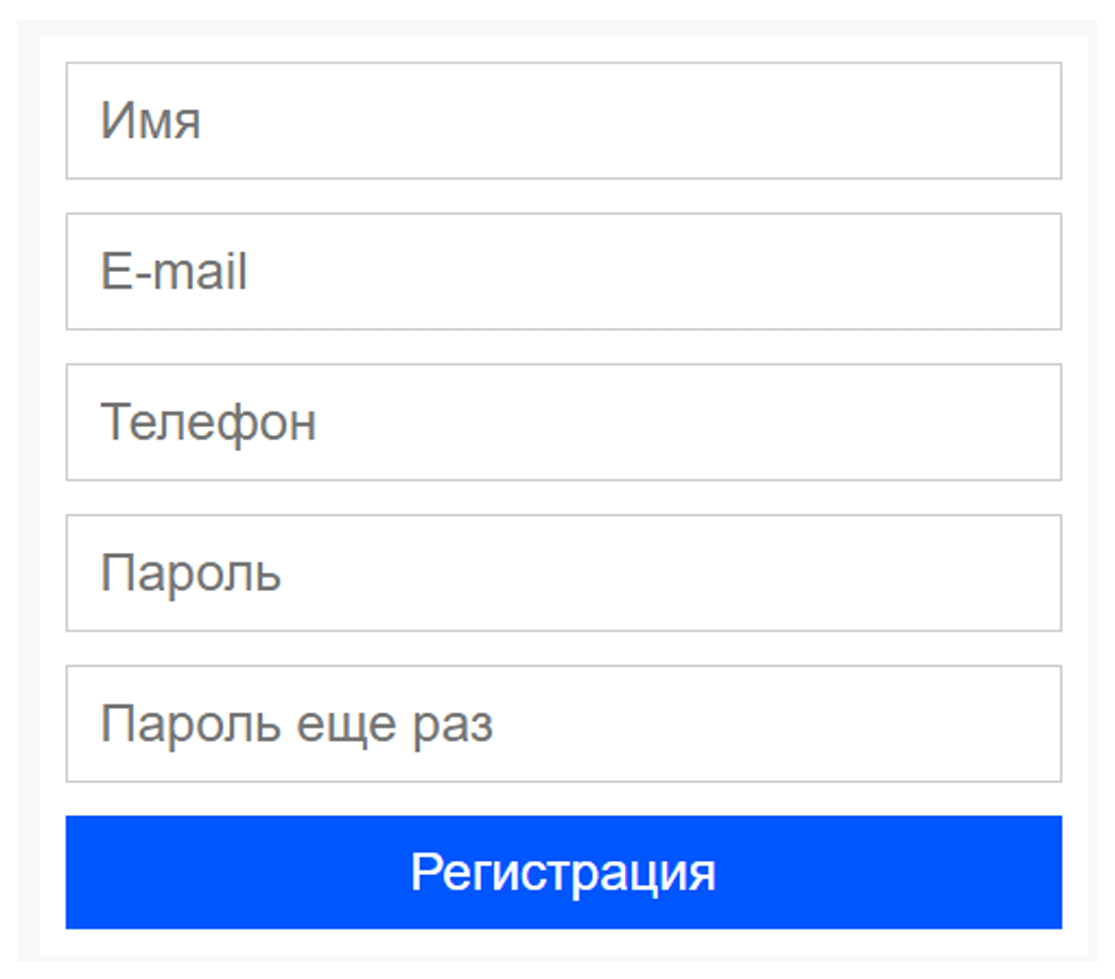 Имя
E-mail
Телефон
Пароль
Пароль еще раз
Регистрация